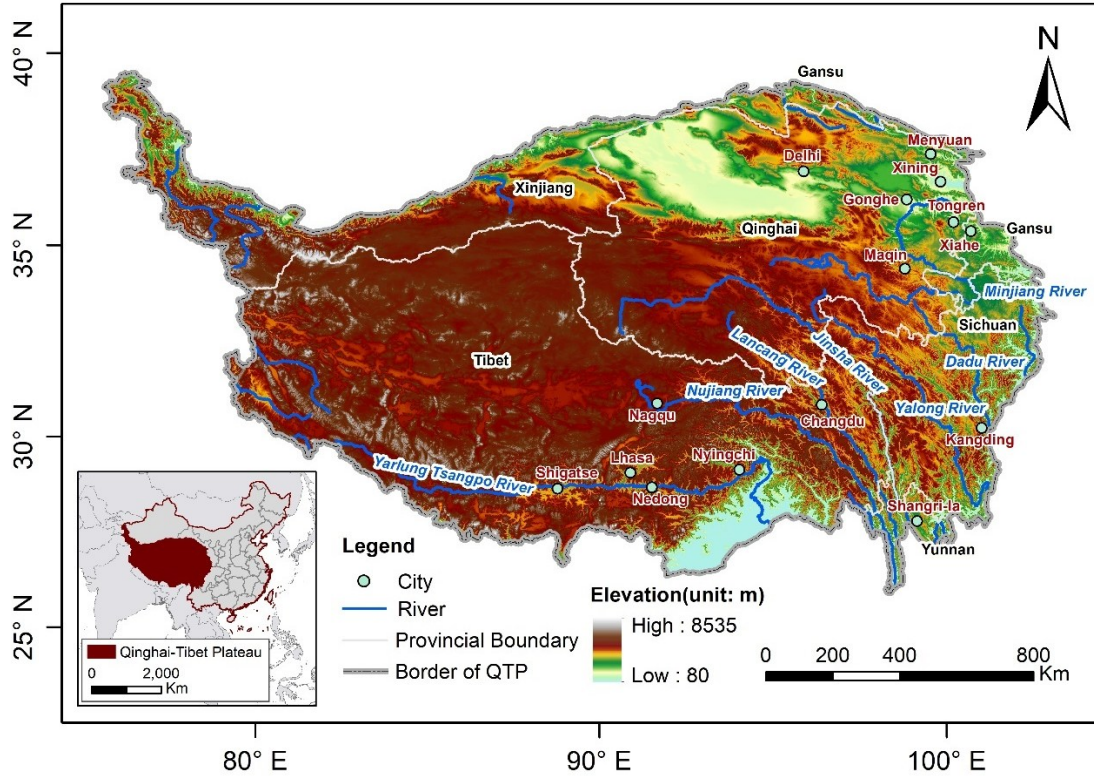 40° N
35° N
30° N
25° N
80° E
90° E
100° E
N
Gansu
Menyuan
Xining
Delhi
Xinjiang
Gonghe
Tongren
Qinghai
Gansu
Xiahe
Maqin
Minjiang River
Sichuan
Lancang River
Jinsha River
Dadu River
Tibet
Nujiang River
Yalong River
Nagqu
Changdu
Kangding
Lhasa
Nyingchi
Yarlung Tsangpo River
Shigatse
Nedong
Shangri-la
Yunnan
Legend
City
River
Provincial Boundary
Border of QTP
Elevation(unit: m)
High : 8535
Low : 80
0 200 400 800
Km
Qinghai-Tibet Plateau
0 2,000
Km